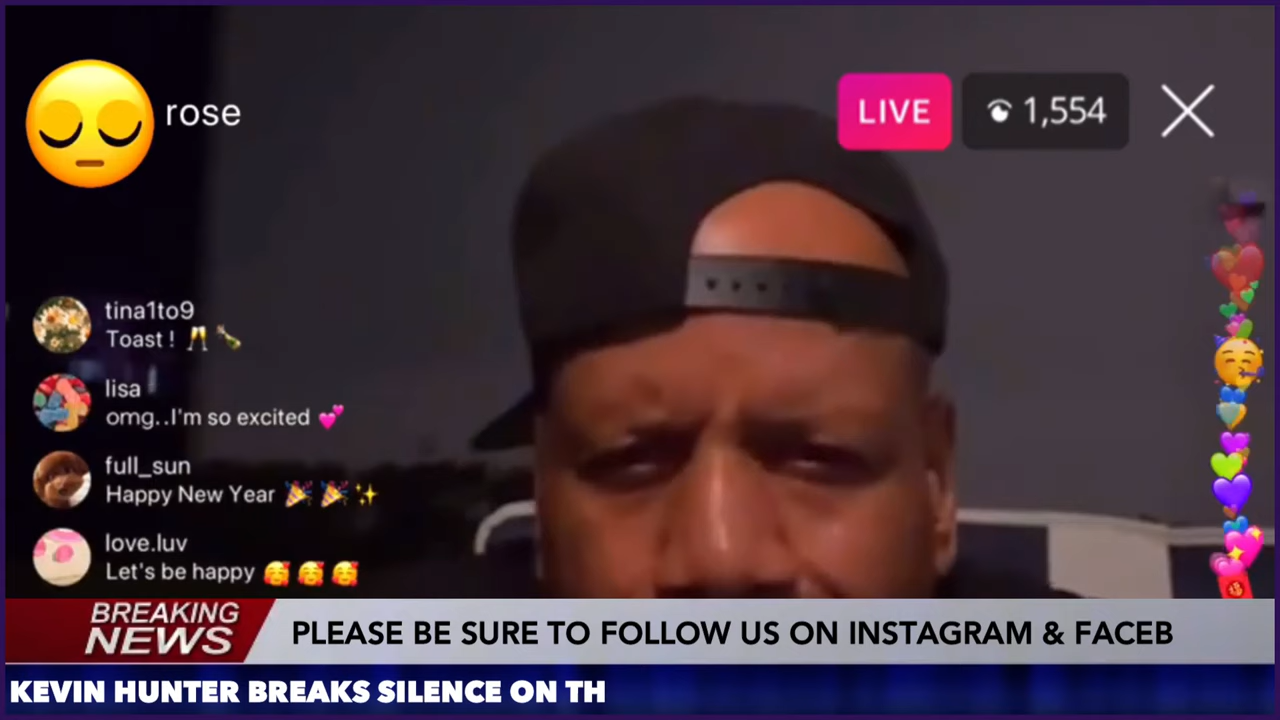 rose
LIVE
1,554
tina1to9
Toast !
lisa
omg..I'm so excited
full_sun
Happy New Year
love.luv
Let's be happy
BREAKING
NEWS
PLEASE BE SURE TO FOLLOW US ON INSTAGRAM & FACEB
KEVIN HUNTER BREAKS SILENCE ON TH